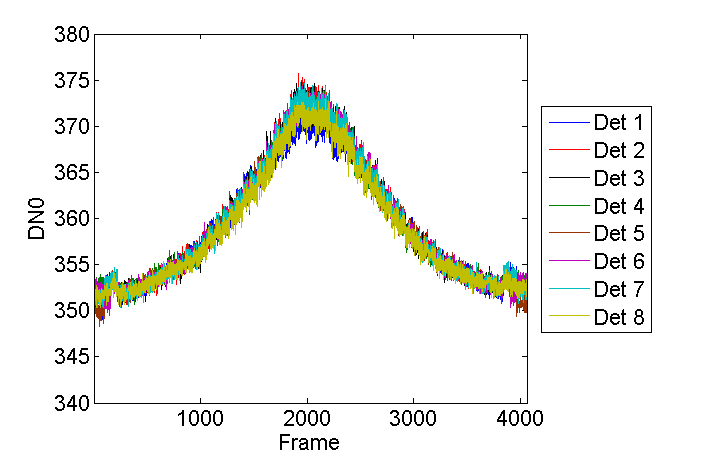 380
375
370
365
360
355
350
345
340
DN0
1000
2000
3000
4000
Frame
Det 1
Det 2
Det 3
Det 4
Det 5
Det 6
Det 7
Det 8